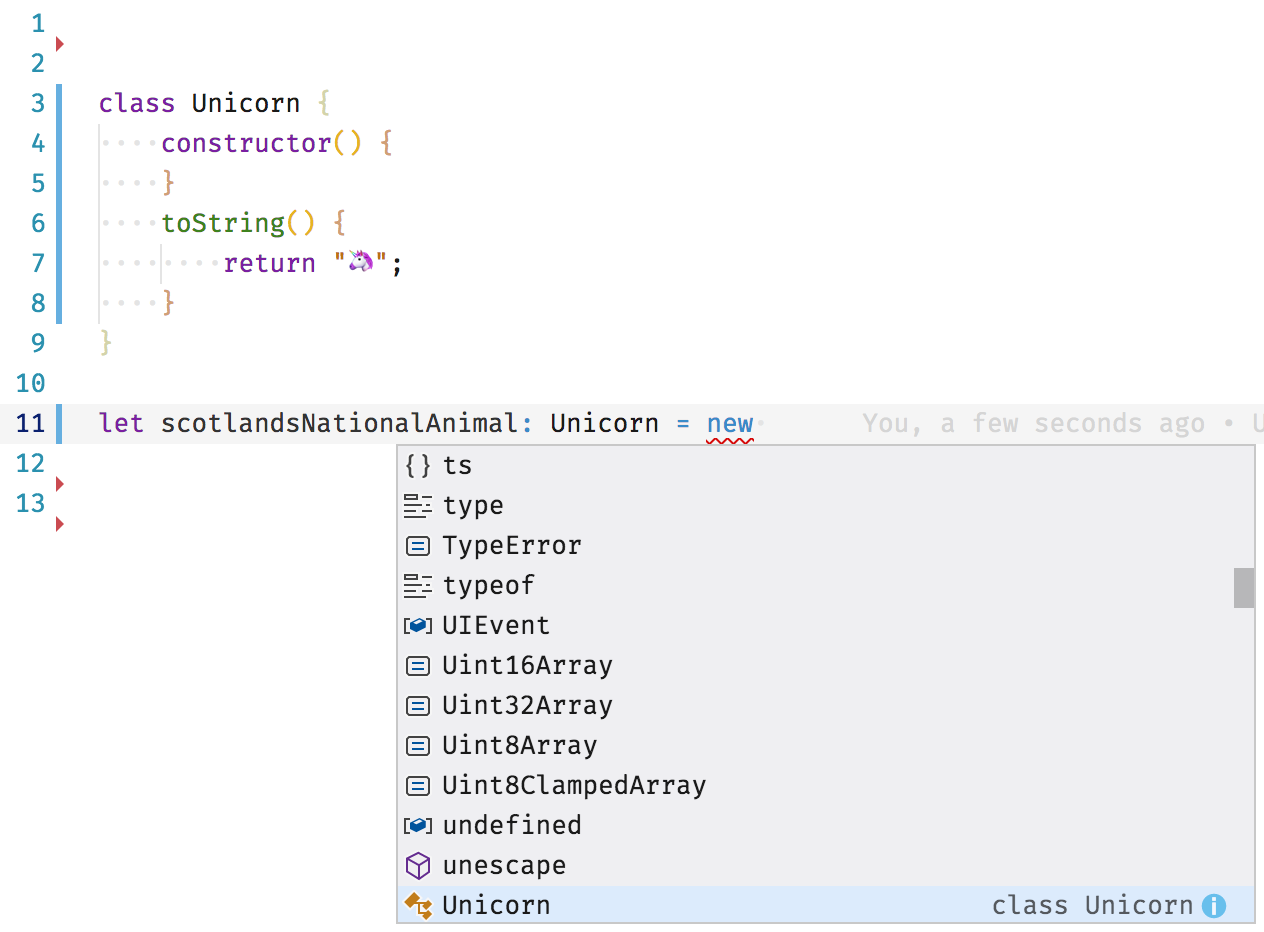 1
2
3 class Unicorn {
4 ····constructor() {
5 ····}
6 ····toString() {
7 ········return "🦄";
8 ····}
9 }
10
11 let scotlandsNationalAnimal: Unicorn = new· You, a few seconds ago • U
12
13
{} ts
type
TypeError
typeof
UIEvent
Uint16Array
Uint32Array
Uint8Array
Uint8ClampedArray
undefined
unescape
Unicorn class Unicorn i